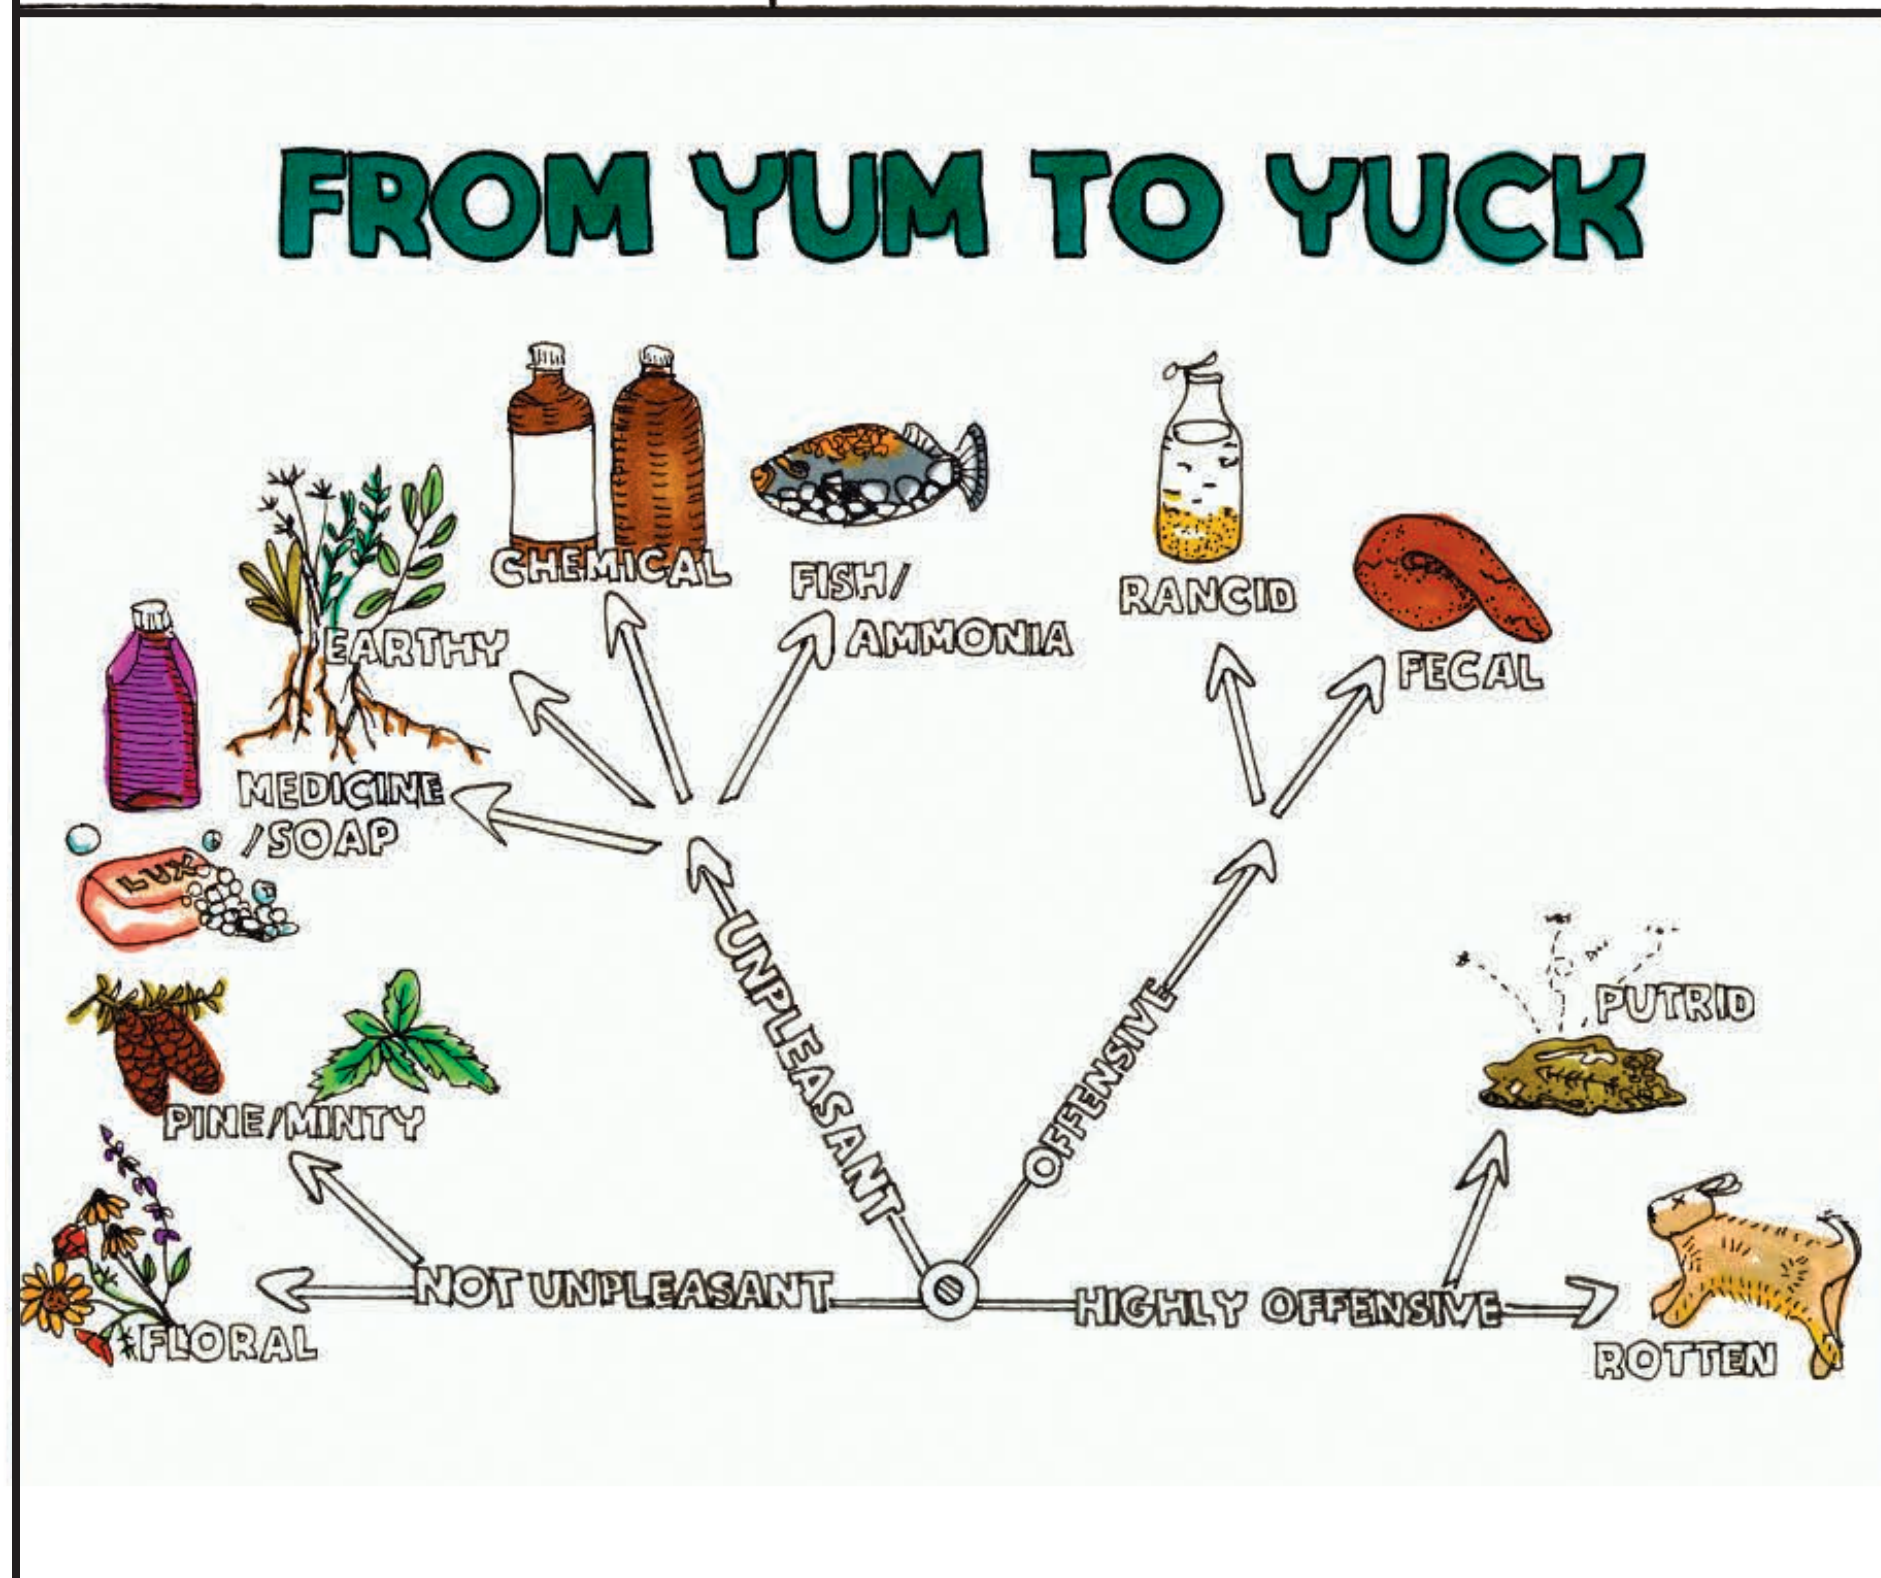 FROM YUM TO YUCK
CHEMICAL
FISH/
AMMONIA
RANCID
FECAL
EARTHY
MEDICINE
/SOAP
LUX
PINE/MINTY
FLORAL
NOT UNPLEASANT
UNPLEASANT
OFFENSIVE
HIGHLY OFFENSIVE
PUTRID
ROTTEN